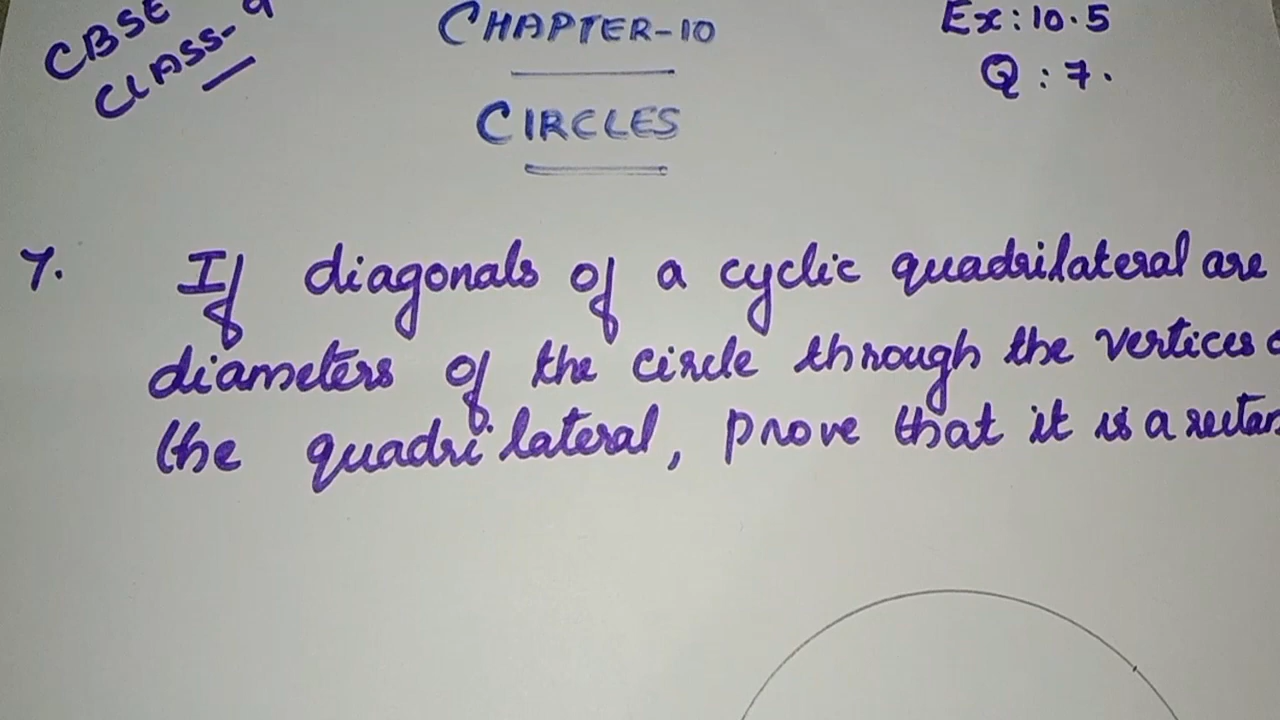 CBSE
CLASS-9
CHAPTER-10
CIRCLES
Ex: 10.5
Q: 7.
7. If diagonals of a cyclic quadrilateral are
diameters of the circle through the vertices
the quadrilateral, prove that it is a